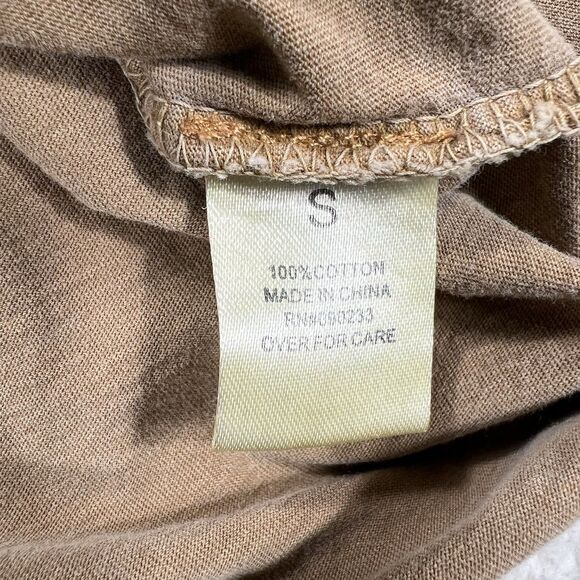 S
100%COTTON
MADE IN CHINA
RN#090233
OVER FOR CARE